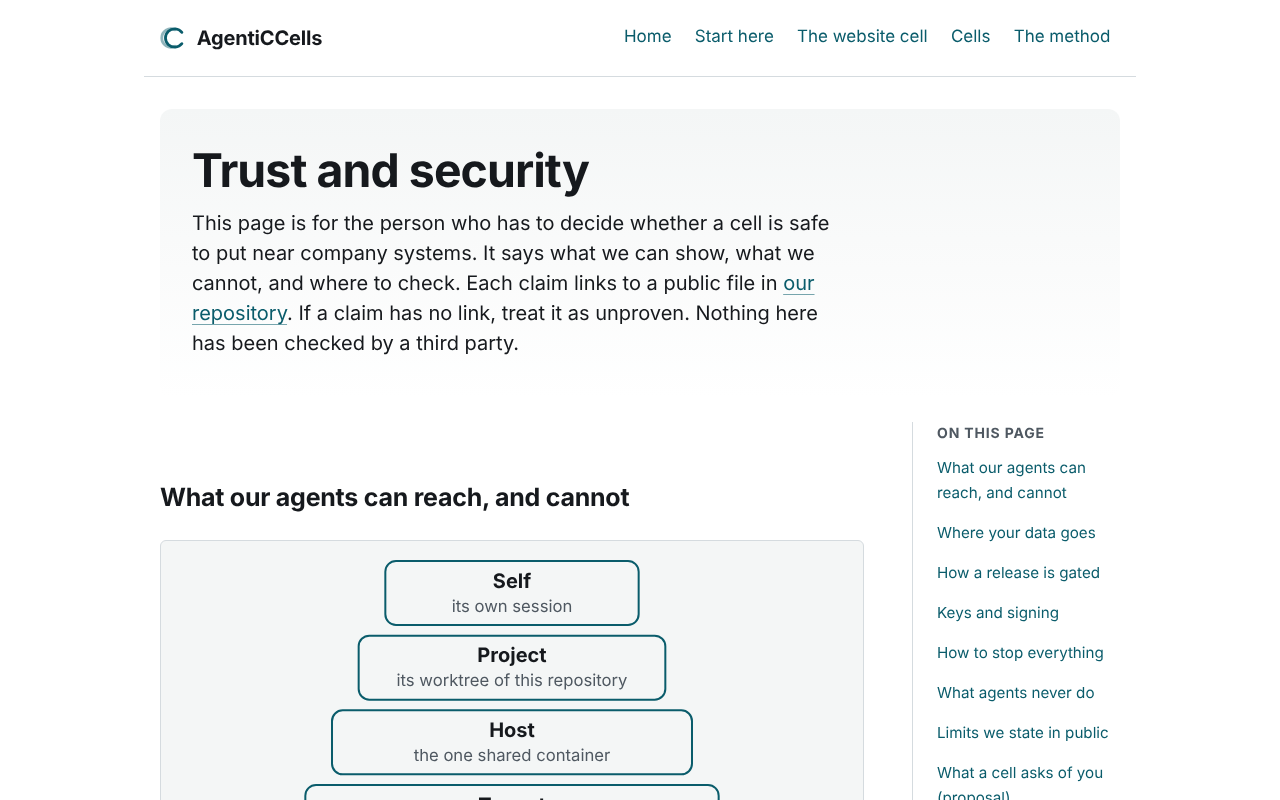 AgentiCCells
Home
Start here
The website cell
Cells
The method
Trust and security
This page is for the person who has to decide whether a cell is safe
to put near company systems. It says what we can show, what we
cannot, and where to check. Each claim links to a public file in our
repository. If a claim has no link, treat it as unproven. Nothing here
has been checked by a third party.
What our agents can reach, and cannot
Self
its own session
Project
its worktree of this repository
Host
the one shared container
ON THIS PAGE
What our agents can
reach, and cannot
Where your data goes
How a release is gated
Keys and signing
How to stop everything
What agents never do
Limits we state in public
What a cell asks of you
(proposal)